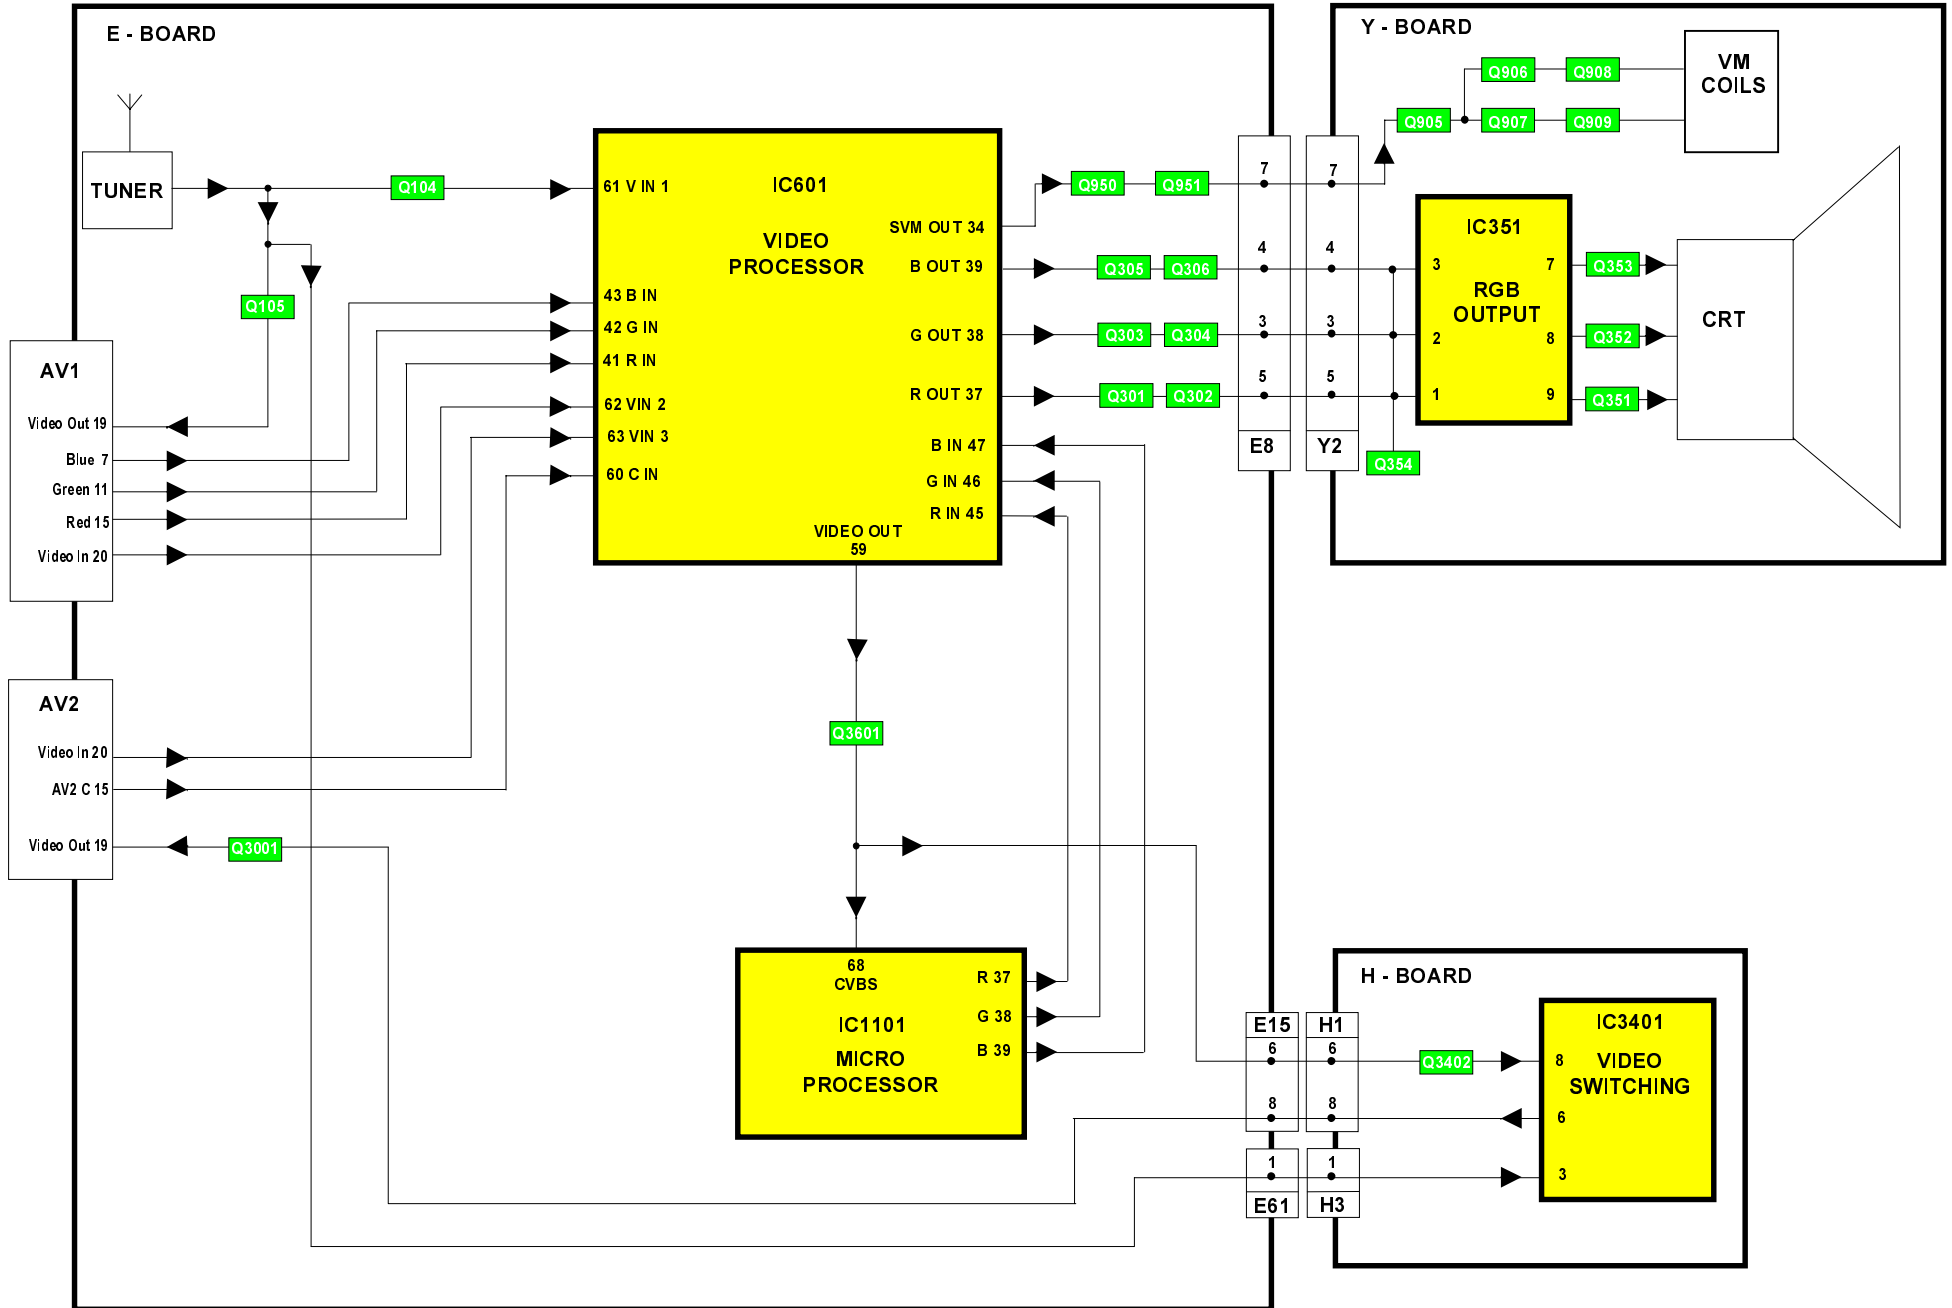 E - BOARD
TUNER
Q104
Q105
AV1
Video Out 19
Blue 7
Green 11
Red 15
Video In 20
AV2
Video In 20
AV2 C 15
Video Out 19
Q3001
61 V IN 1
IC601
VIDEO
PROCESSOR
43 B IN
42 G IN
41 R IN
62 VIN 2
63 VIN 3
60 C IN
SVM OUT 34
B OUT 39
G OUT 38
R OUT 37
B IN 47
G IN 46
R IN 45
VIDEO OUT
59
Q3601
68
CVBS
IC1101
MICRO
PROCESSOR
R 37
G 38
B 39
Q950
Q951
Q305
Q306
Q303
Q304
Q301
Q302
7
4
3
5
E8
7
4
3
5
Y2
Y - BOARD
Q905
Q906
Q908
Q907
Q909
VM
COILS
IC351
RGB
OUTPUT
3
2
1
7
8
9
Q353
Q352
Q351
Q354
CRT
E15
6
8
1
E61
H1
6
8
1
H3
H - BOARD
Q3402
IC3401
VIDEO
SWITCHING
8
6
3